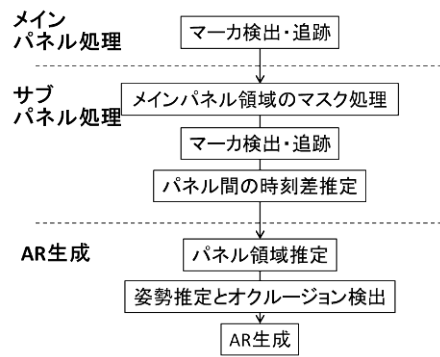 メイン
パネル処理
マーカ検出・追跡
サブ
パネル処理
メインパネル領域のマスク処理
マーカ検出・追跡
パネル間の時刻差推定
AR生成
パネル領域推定
姿勢推定とオクルージョン検出
AR生成